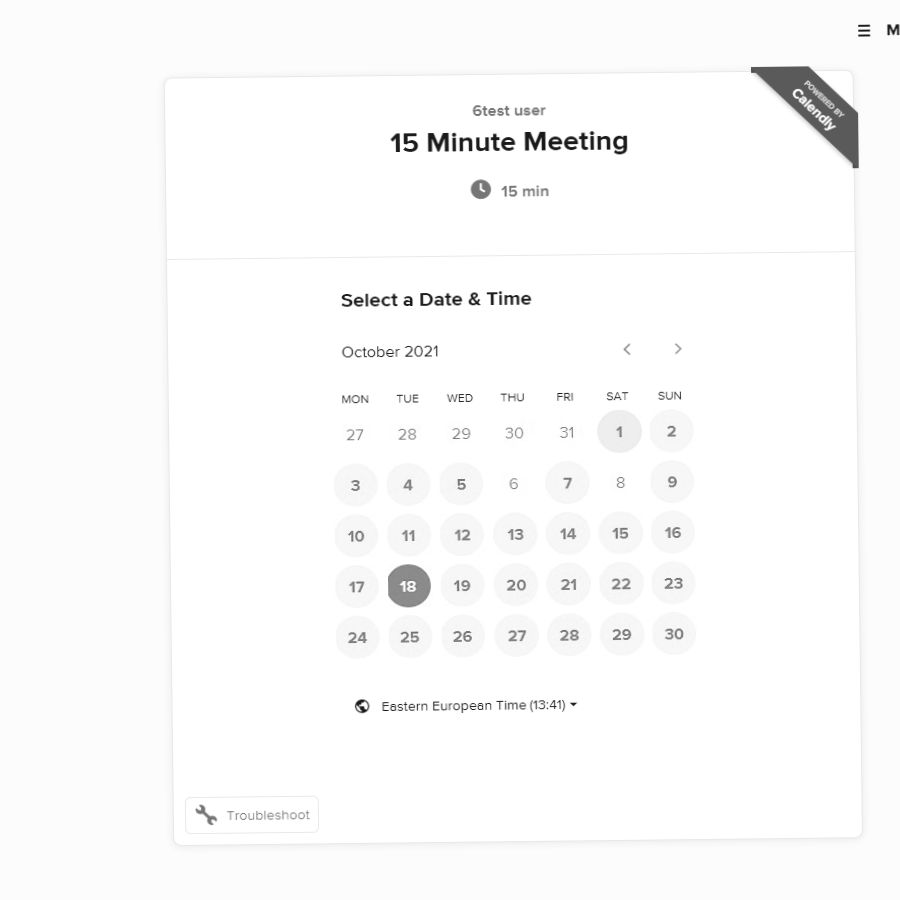 M
POWERED BY
Calendly
6test user
15 Minute Meeting
15 min
Select a Date & Time
October 2021
MON TUE WED THU FRI SAT SUN
27 28 29 30 31 1 2
3 4 5 6 7 8 9
10 11 12 13 14 15 16
17 18 19 20 21 22 23
24 25 26 27 28 29 30
Eastern European Time (13:41)
Troubleshoot